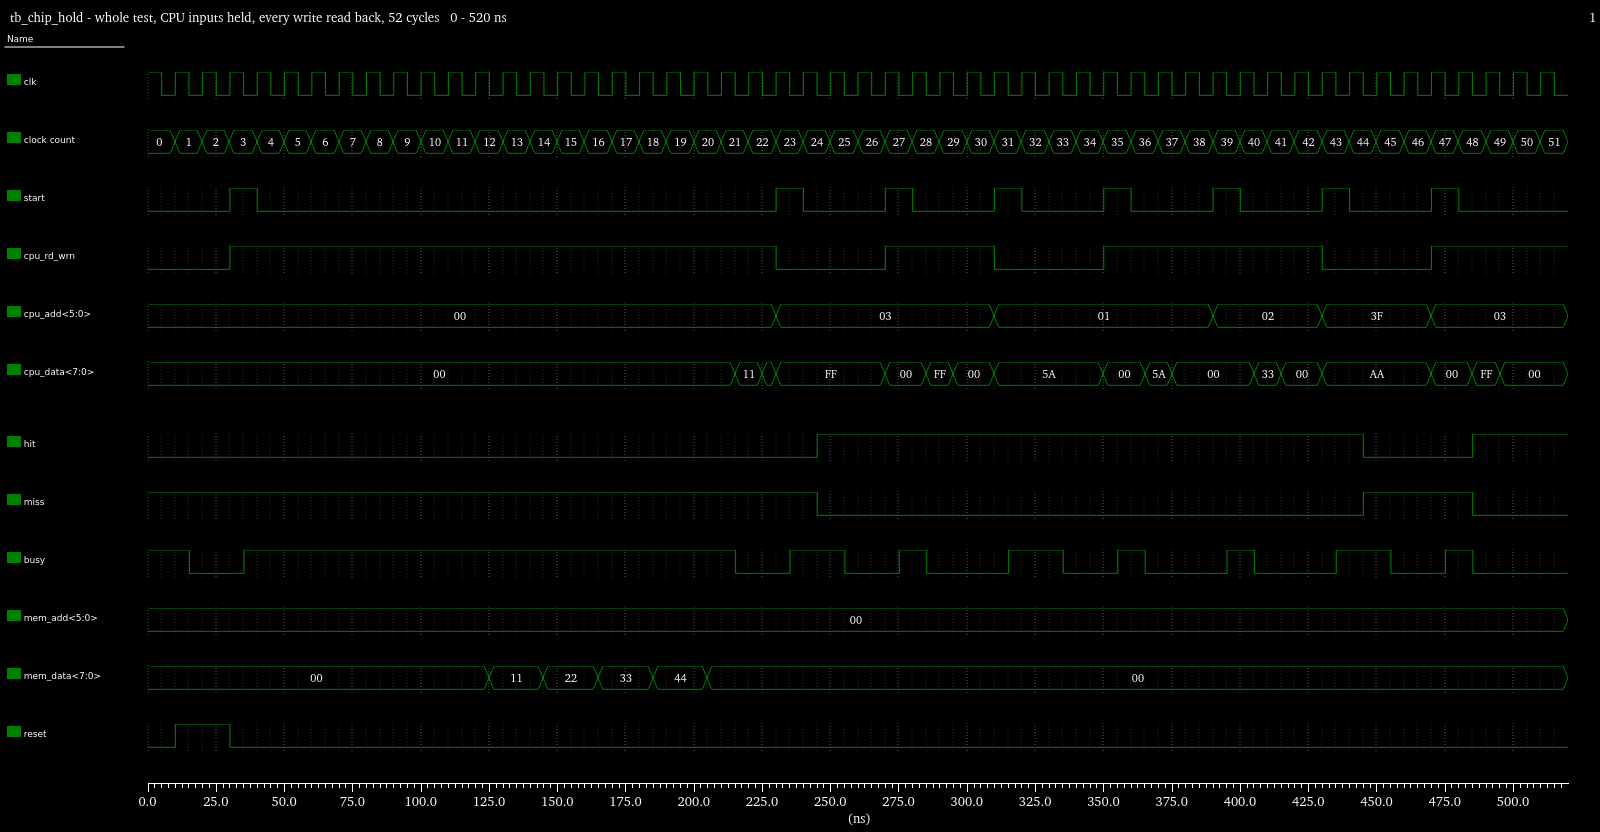 tb_chip_hold - whole test, CPU inputs held, every write read back, 52 cycles   0 - 520 ns
1
Name
clk
clock count 0 1 2 3 4 5 6 7 8 9 10 11 12 13 14 15 16 17 18 19 20 21 22 23 24 25 26 27 28 29 30 31 32 33 34 35 36 37 38 39 40 41 42 43 44 45 46 47 48 49 50 51
start
cpu_rd_wrn
cpu_add<5:0> 00 03 01 02 3F 03
cpu_data<7:0> 00 11 FF 00 FF 00 5A 00 5A 00 33 00 AA 00 FF 00
hit
miss
busy
mem_add<5:0> 00
mem_data<7:0> 00 11 22 33 44 00
reset
0.0 25.0 50.0 75.0 100.0 125.0 150.0 175.0 200.0 225.0 250.0 275.0 300.0 325.0 350.0 375.0 400.0 425.0 450.0 475.0 500.0
(ns)